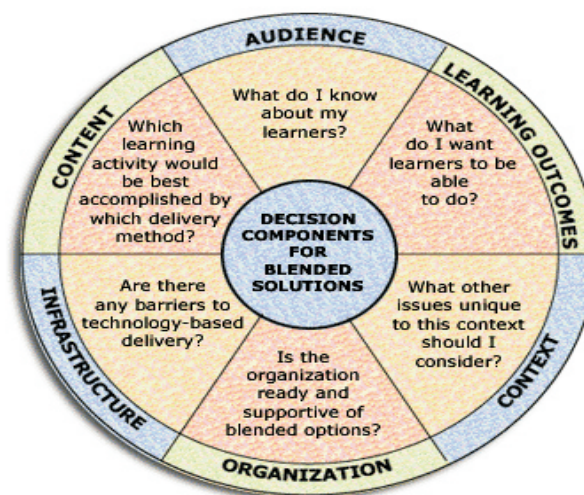 AUDIENCE
What do I know
about my
learners?
LEARNING OUTCOMES
What
do I want
learners to be
able
to do?
CONTEXT
What other
issues unique
to this context
should I
consider?
ORGANIZATION
Is the
organization
ready and
supportive of
blended options?
INFRASTRUCTURE
Are there
any barriers to
technology-based
delivery?
CONTENT
Which
learning
activity would
be best
accomplished by
which delivery
method?
DECISION
COMPONENTS
FOR
BLENDED
SOLUTIONS